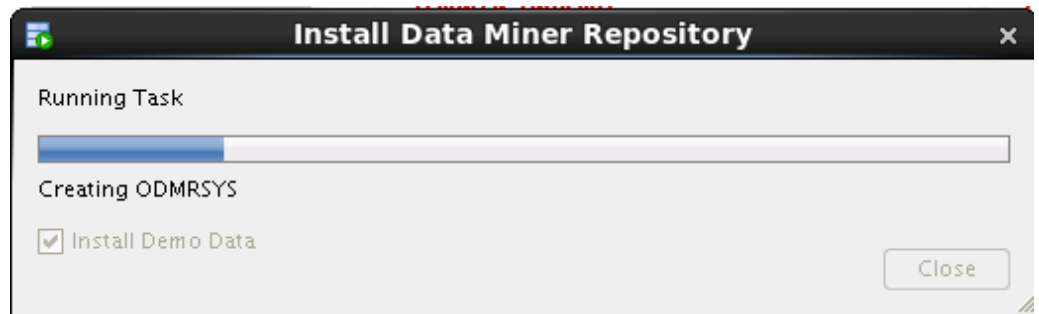 Install Data Miner Repository
Running Task
Creating ODMRSYS
Install Demo Data
Close